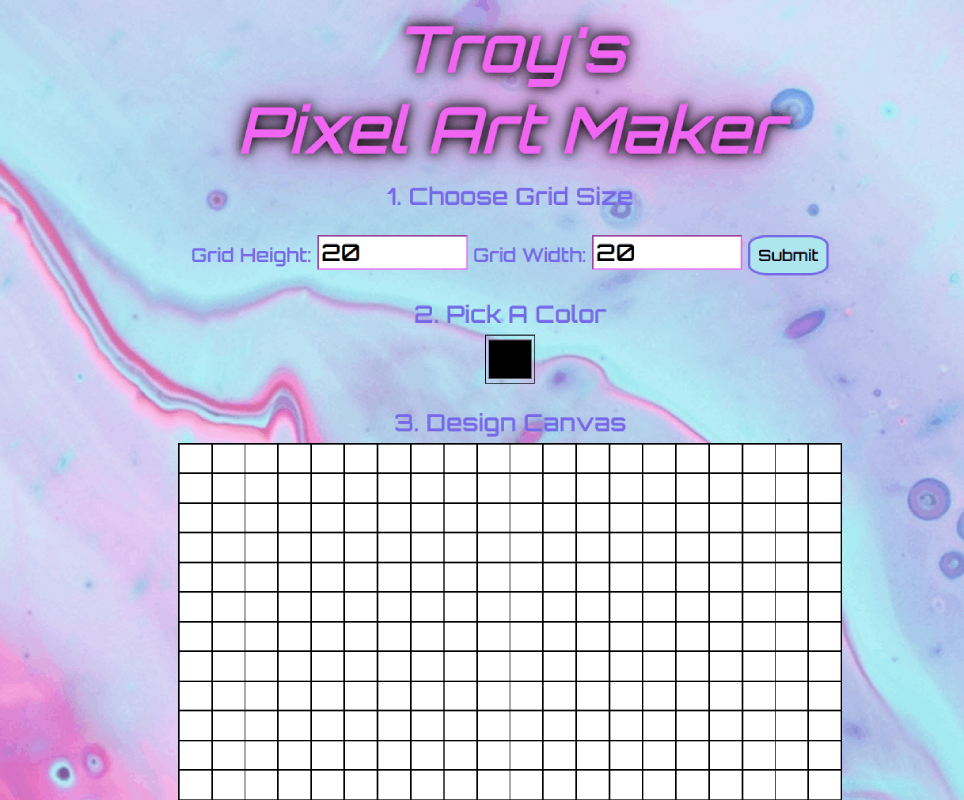 Troy's
Pixel Art Maker
1. Choose Grid Size
Grid Height: 20 Grid Width: 20 Submit
2. Pick A Color
3. Design Canvas